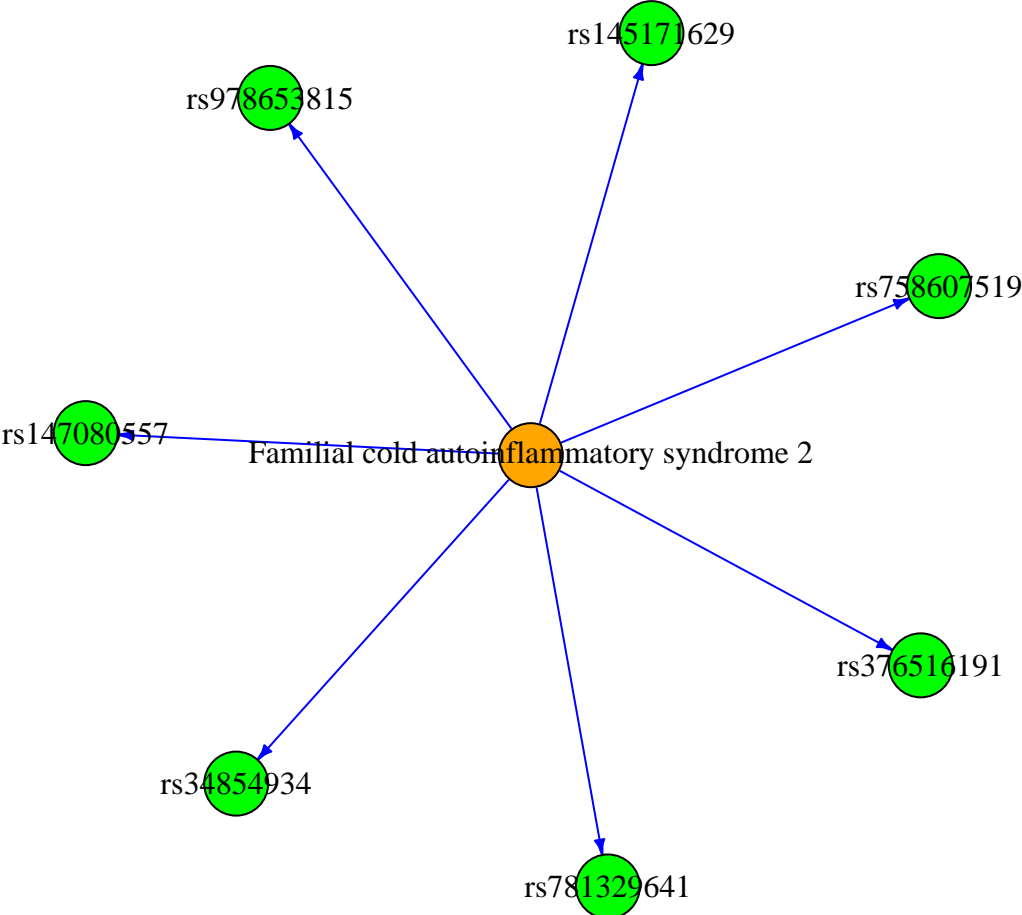 rs145171629
rs978653815
rs758607519
rs147080557
Familial cold autoinflammatory syndrome 2
rs376516191
rs34854934
rs781329641